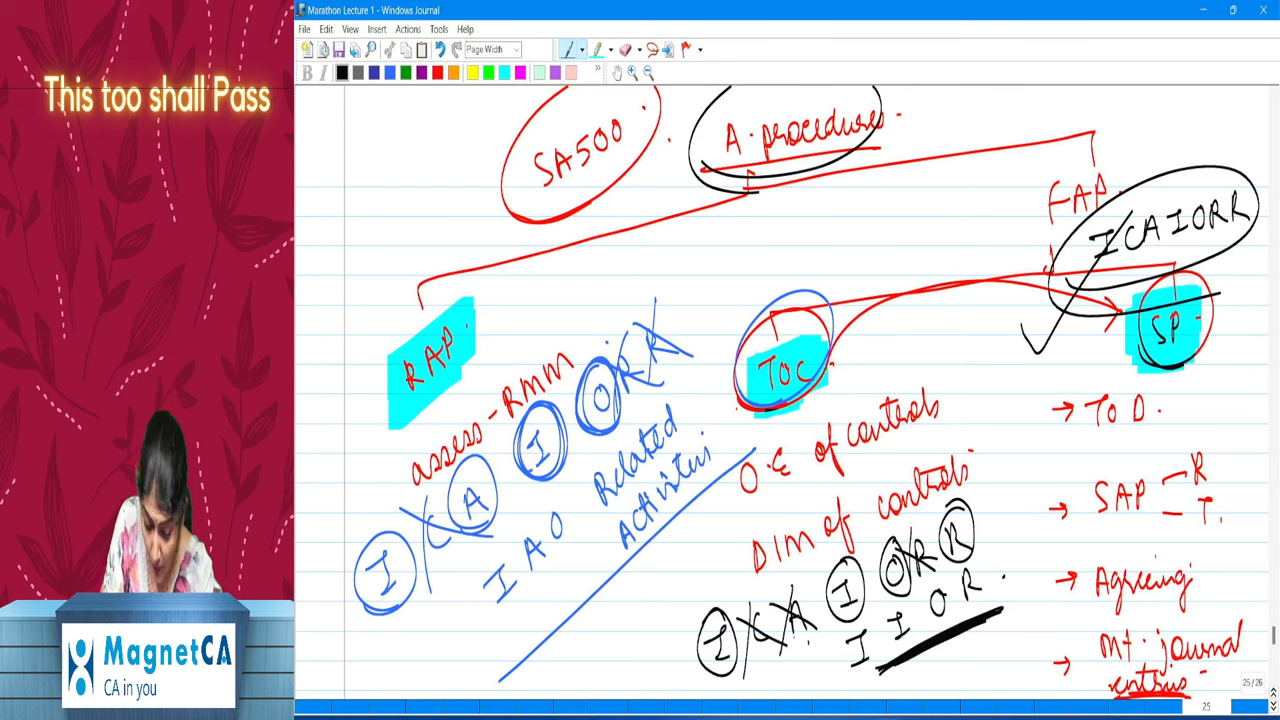 Marathon Lecture 1 - Windows Journal
File Edit View Insert Actions Tools Help
Page Width
This too shall Pass
SA500
A. procedures.
FAP.
ICAIORR
RAP.
TOC.
SP.
assess - RMM
I C A I O R R
I A O Related
Activities
O.E of controls
DIM of controls
I C A I O R R
I I O R.
→ TOD.
→ SAP - R
- T.
→ Agreeing
→ Mt. journal
entries
MagnetCA
CA in you
25/26
25